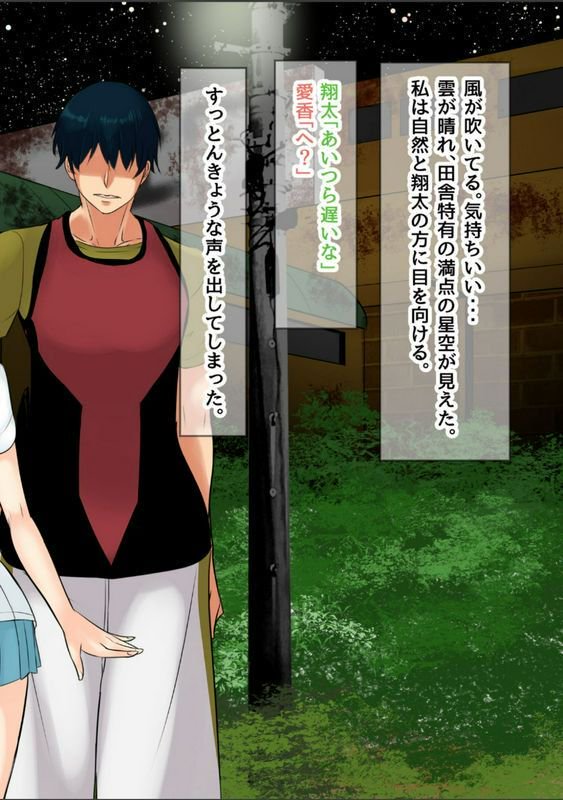 風が吹いてる。気持ちいい・・・
雲が晴れ、田舎特有の満点の星空が見えた。
私は自然と翔太の方に目を向ける。
翔太「あいつら遅いな」
愛香「へ？」
すっとんきょうな声を出してしまった。